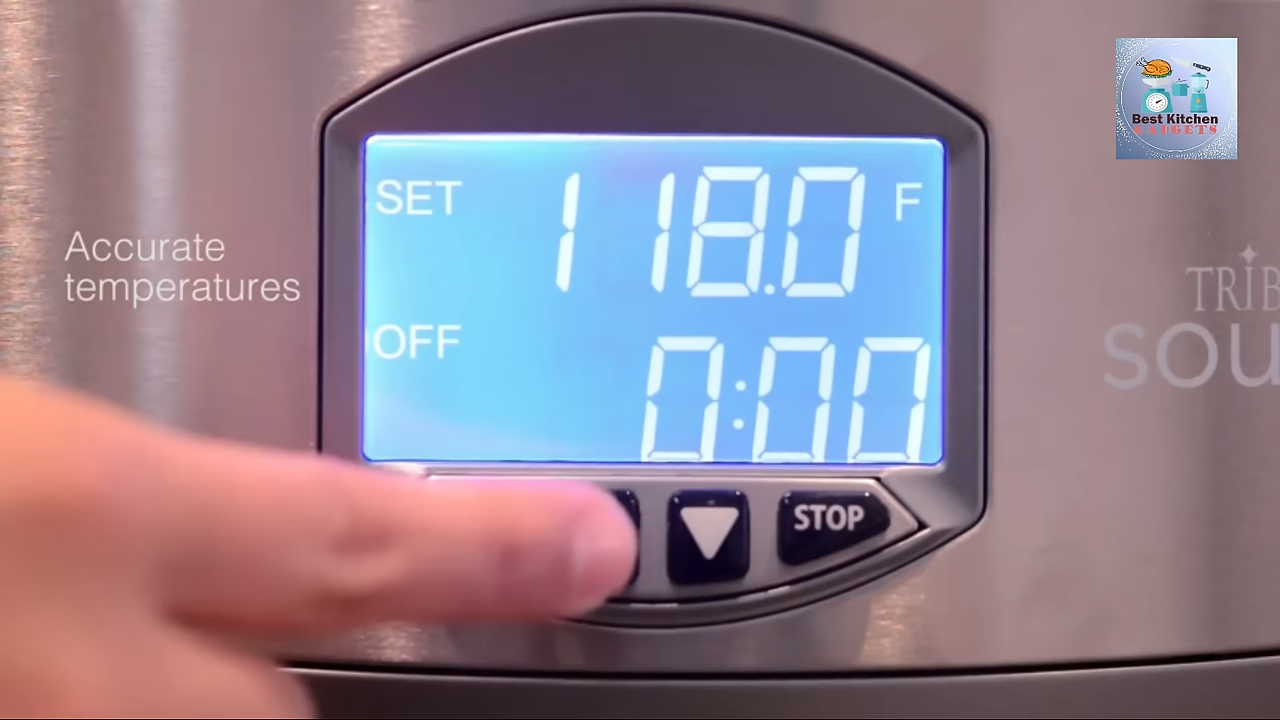 Best Kitchen
GADGETS
SET 118.0 F
Accurate
temperatures
OFF 0:00
STOP